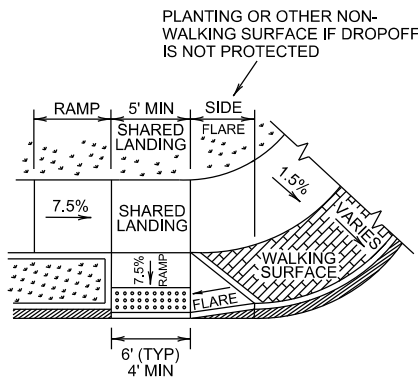 PLANTING OR OTHER NON-
WALKING SURFACE IF DROPOFF
IS NOT PROTECTED
RAMP
5' MIN
SIDE
FLARE
SHARED
LANDING
1.5%
7.5%
SHARED
LANDING
VARIES
7.5%
RAMP
WALKING
SURFACE
FLARE
6' (TYP)
4' MIN